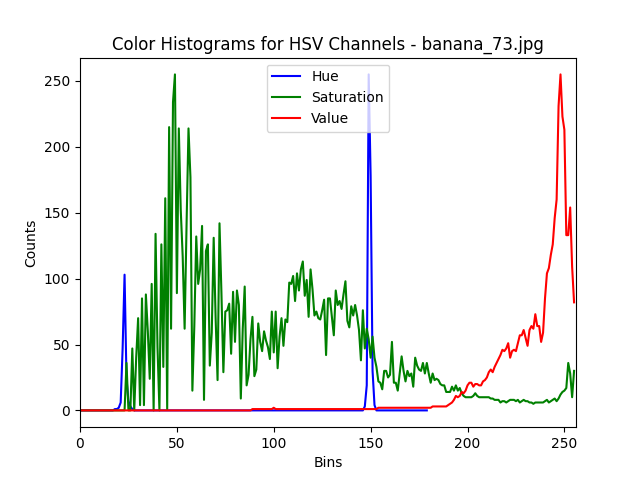 Color Histograms for HSV Channels - banana_73.jpg
Hue
Saturation
Value
Counts
250
200
150
100
50
0
0 50 100 150 200 250
Bins